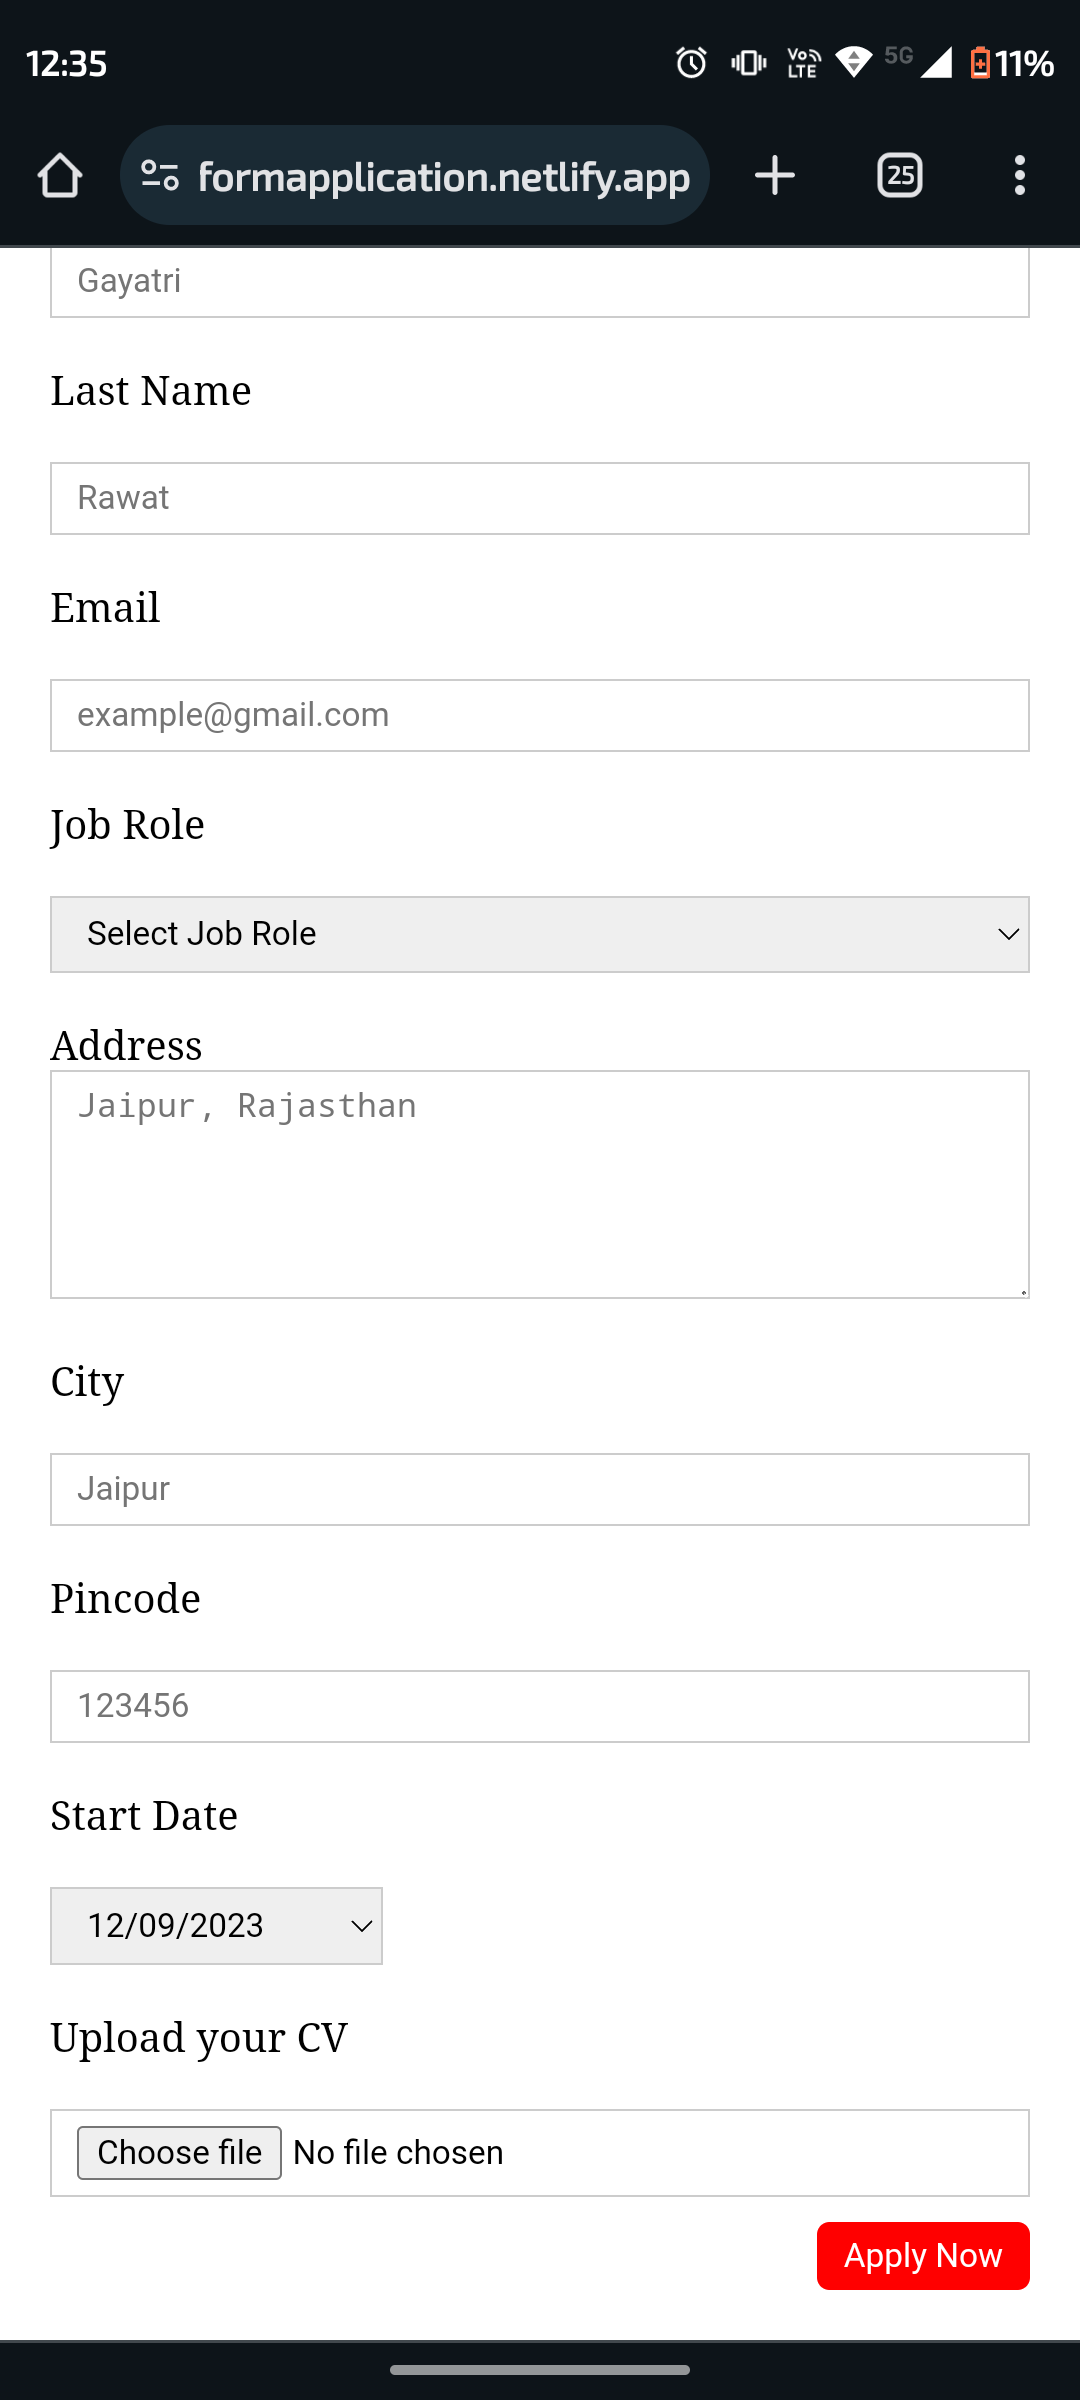 12:35
Vo LTE 5G 11%
formapplication.netlify.app 25
Gayatri
Last Name
Rawat
Email
example@gmail.com
Job Role
Select Job Role
Address
Jaipur, Rajasthan
City
Jaipur
Pincode
123456
Start Date
12/09/2023
Upload your CV
Choose file No file chosen
Apply Now